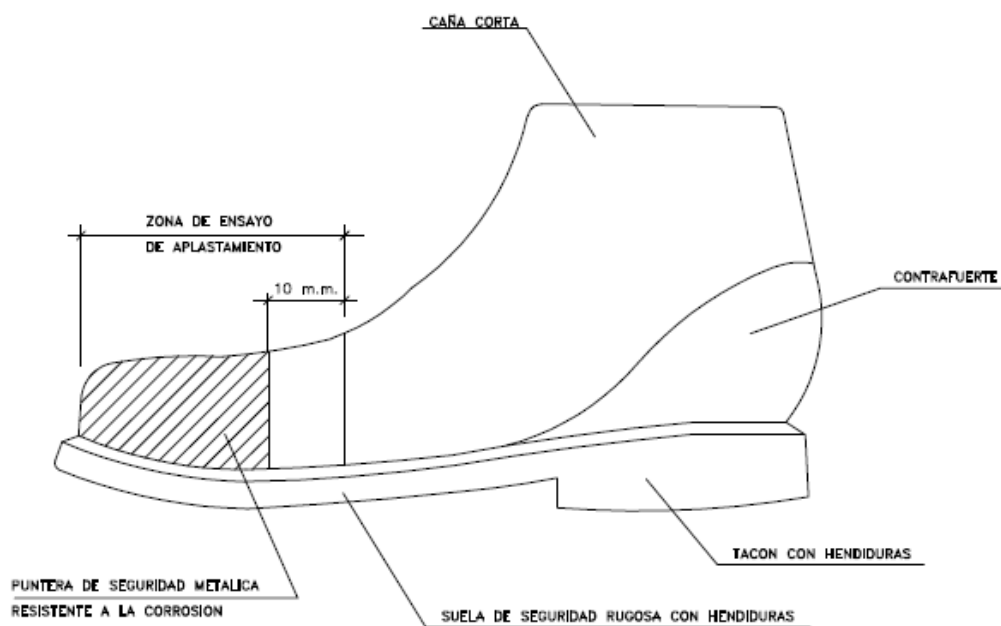 CAÑA CORTA
ZONA DE ENSAYO
DE APLASTAMIENTO
10 m.m.
CONTRAFUERTE
TACON CON HENDIDURAS
PUNTERA DE SEGURIDAD METALICA
RESISTENTE A LA CORROSION
SUELA DE SEGURIDAD RUGOSA CON HENDIDURAS